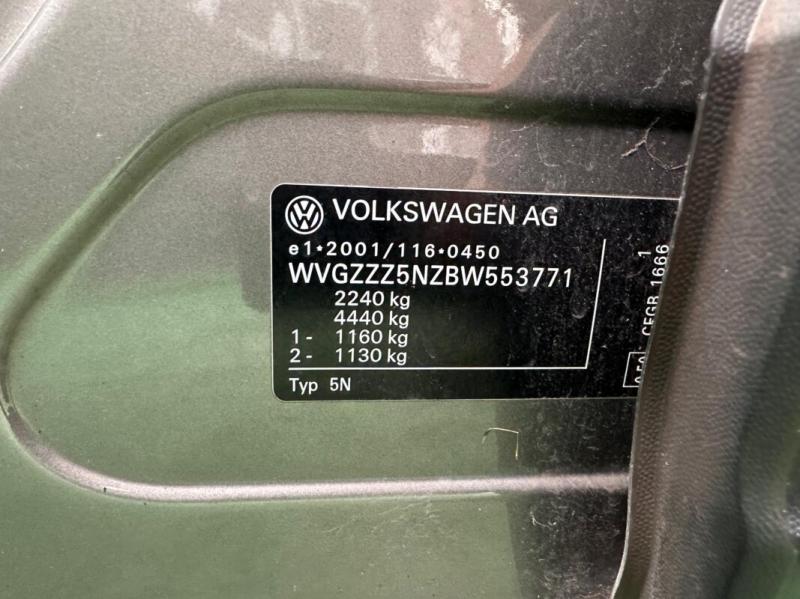 VOLKSWAGEN AG
e1*2001/116*0450
WVGZZZ5NZBW553771
2240 kg
4440 kg
1- 1160 kg
2- 1130 kg
Typ 5N
1
1666